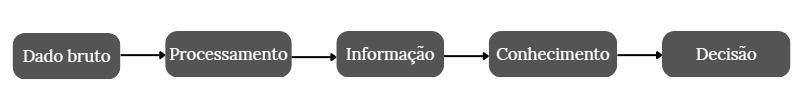 Dado bruto
Processamento
Informação
Conhecimento
Decisão